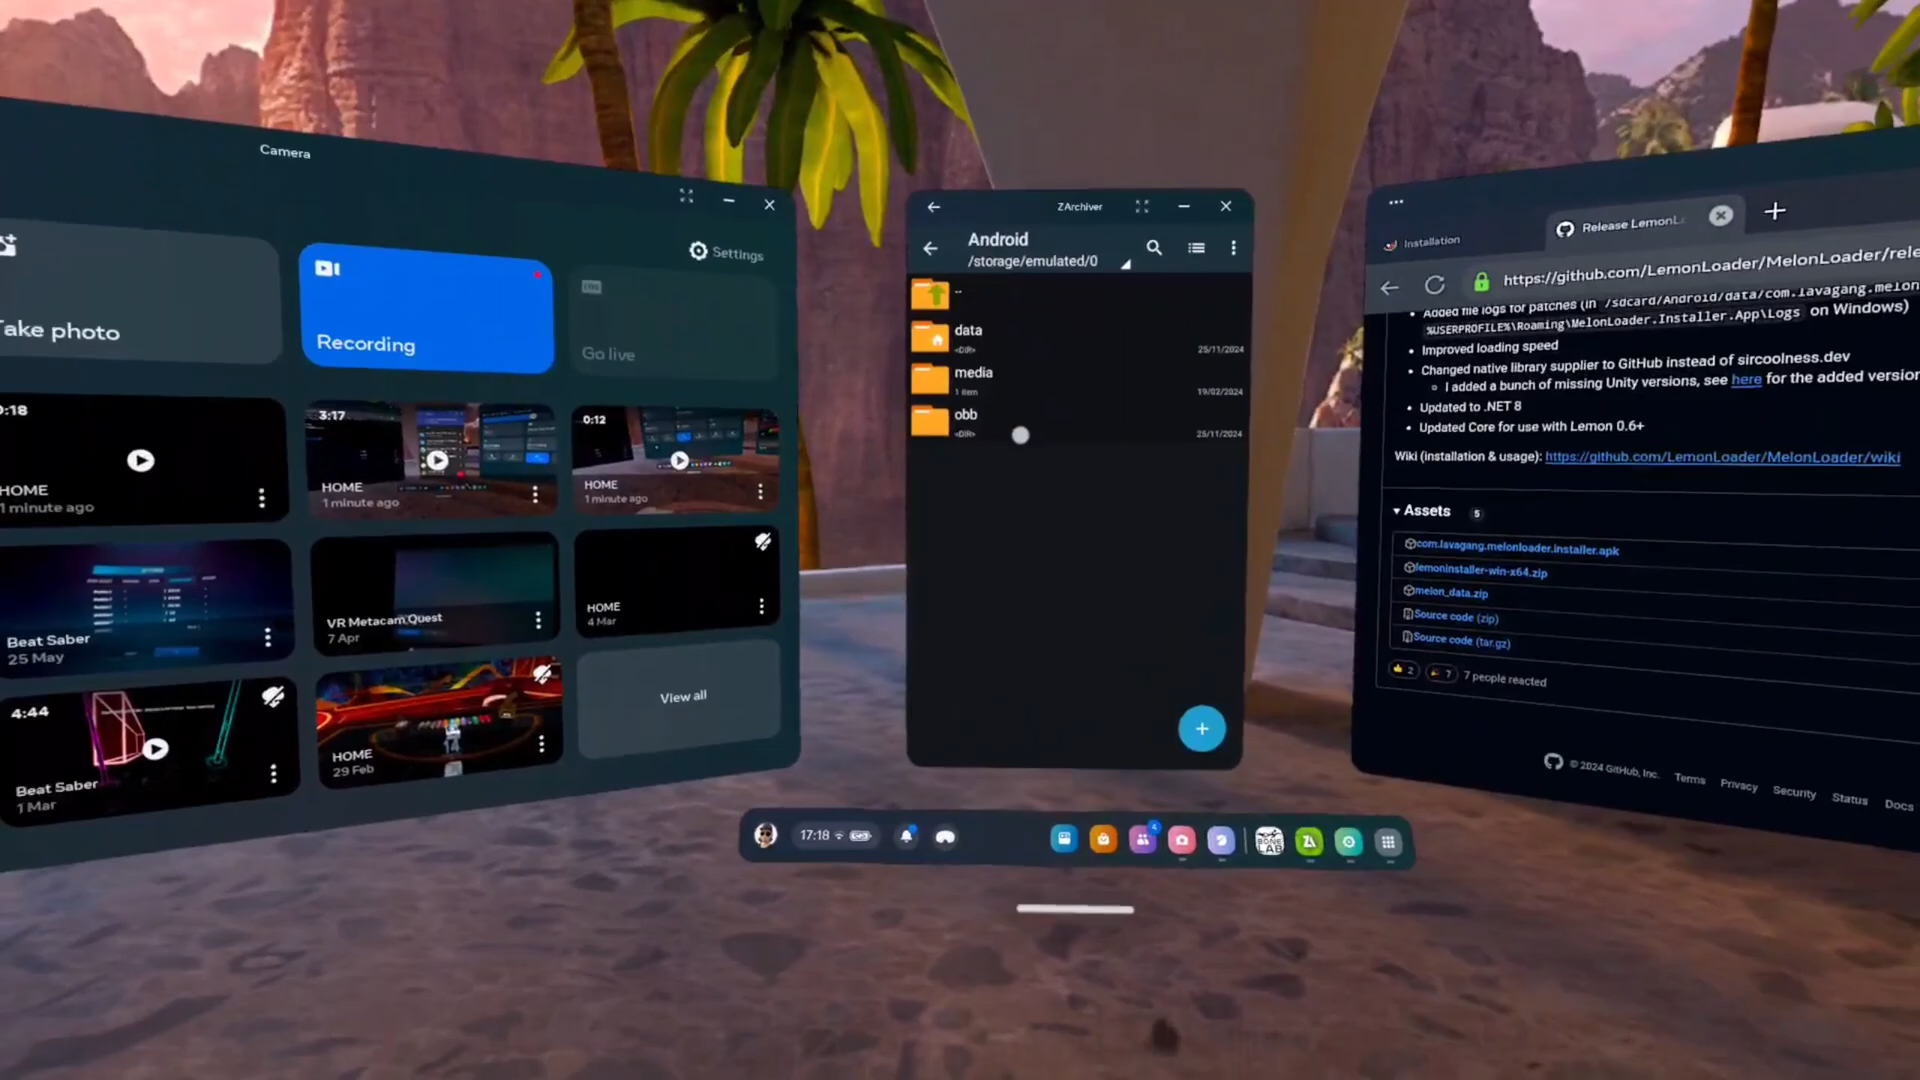 Camera
Settings
Take photo
Recording
Go live
0:18
HOME
1 minute ago
3:17
HOME
1 minute ago
0:12
HOME
1 minute ago
Beat Saber
25 May
VR Metacam Quest
7 Apr
HOME
4 Mar
4:44
Beat Saber
1 Mar
HOME
29 Feb
View all
ZArchiver
Android
/storage/emulated/0
..
data
<DIR>
25/11/2024
media
1 item
19/02/2024
obb
<DIR>
25/11/2024
+
Installation
Release LemonL
https://github.com/LemonLoader/MelonLoader/rele
Added file logs for patches (in /sdcard/Android/data/com.lavagang.melon
%USERPROFILE%\Roaming\MelonLoader.Installer.App\Logs on Windows)
Improved loading speed
Changed native library supplier to GitHub instead of sircoolness.dev
I added a bunch of missing Unity versions, see here for the added version
Updated to .NET 8
Updated Core for use with Lemon 0.6+
Wiki (installation & usage): https://github.com/LemonLoader/MelonLoader/wiki
Assets 5
com.lavagang.melonloader.installer.apk
lemoninstaller-win-x64.zip
melon_data.zip
Source code (zip)
Source code (tar.gz)
2 7 7 people reacted
© 2024 GitHub, Inc. Terms Privacy Security Status Docs
17:18
4
BONE
LAB
ZA